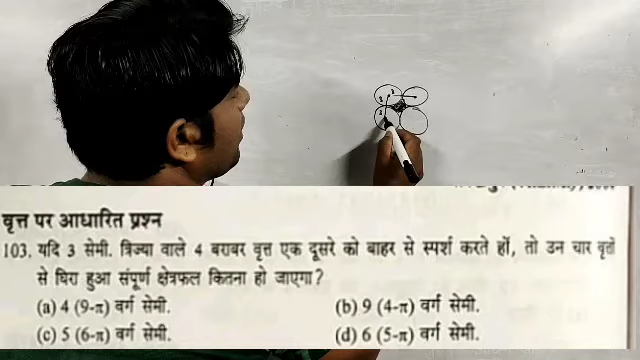 वृत्त पर आधारित प्रश्न
103. यदि 3 सेमी. त्रिज्या वाले 4 बराबर वृत्त एक दूसरे को बाहर से स्पर्श करते हों, तो उन चार वृतों
से घिरा हुआ संपूर्ण क्षेत्रफल कितना हो जाएगा?
(a) 4 (9-π) वर्ग सेमी. (b) 9 (4-π) वर्ग सेमी.
(c) 5 (6-π) वर्ग सेमी. (d) 6 (5-π) वर्ग सेमी.